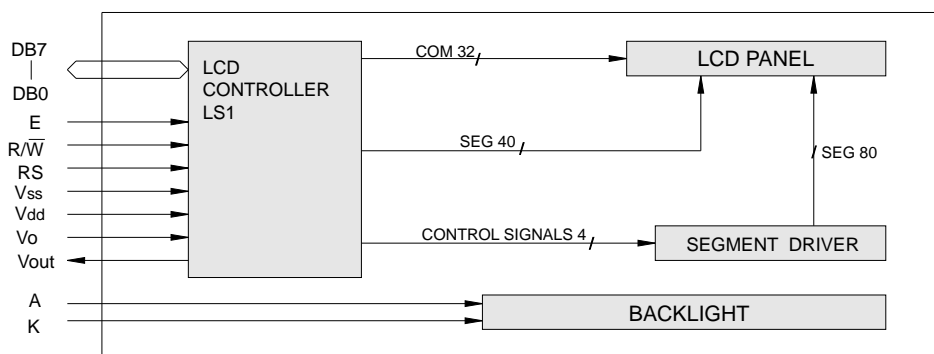 DB7
DB0
E
R/W̅
RS
Vss
Vdd
Vo
Vout
A
K
LCD
CONTROLLER
LS1
COM 32
SEG 40
CONTROL SIGNALS 4
LCD PANEL
SEG 80
SEGMENT DRIVER
BACKLIGHT